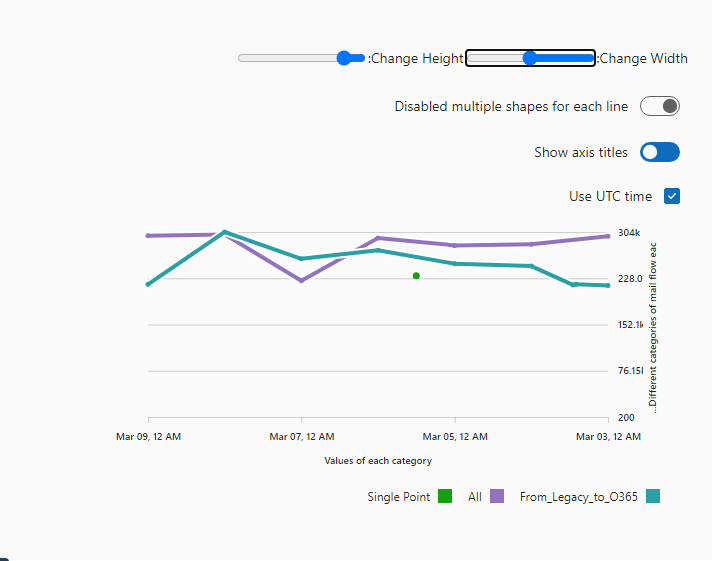 :Change Height :Change Width
Disabled multiple shapes for each line
Show axis titles
Use UTC time
304k
228.0
152.1k
76.15
200
...Different categories of mail flow eac
Mar 09, 12 AM Mar 07, 12 AM Mar 05, 12 AM Mar 03, 12 AM
Values of each category
Single Point All From_Legacy_to_O365